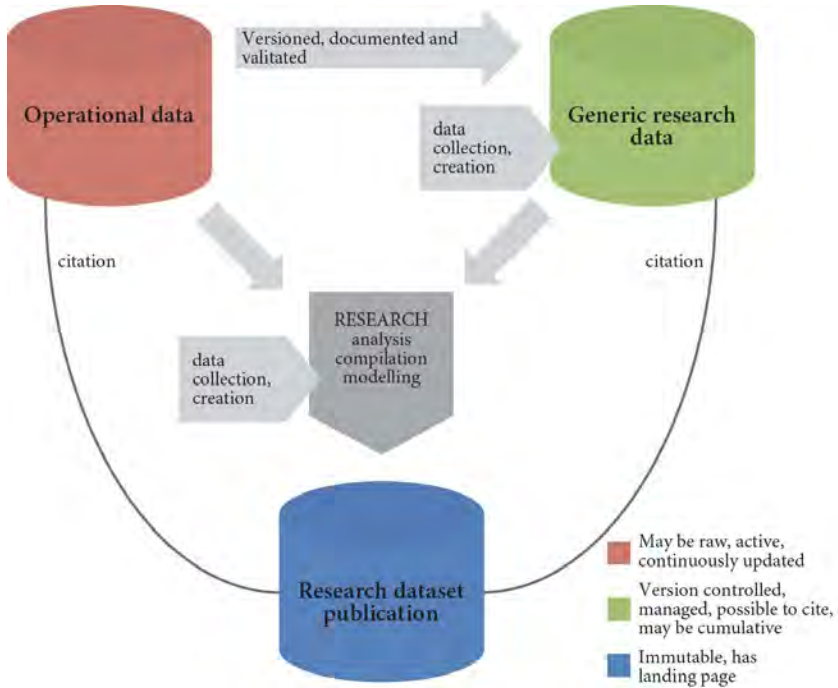 Versioned, documented and
valitated
Operational data
Generic research
data
data
collection,
creation
citation
citation
RESEARCH
analysis
compilation
modelling
data
collection,
creation
Research dataset
publication
May be raw, active,
continuously updated
Version controlled,
managed, possible to cite,
may be cumulative
Immutable, has
landing page